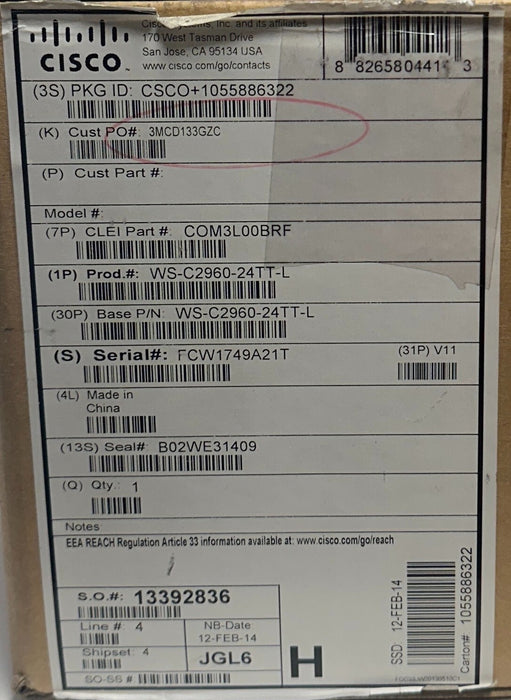 CISCO
Inc. and its affiliates
170 West Tasman Drive
San Jose, CA 95134 USA
www.cisco.com/go/contacts
8 82658 0441 3
(3S) PKG ID: CSCO+1055886322
(K) Cust PO#: 3MCD133GZC
(P) Cust Part #:
Model #:
(7P) CLEI Part #: COM3L00BRF
(1P) Prod.#: WS-C2960-24TT-L
(30P) Base P/N: WS-C2960-24TT-L
(S) Serial#: FCW1749A21T
(31P) V11
(4L) Made in
China
(13S) Seal#: B02WE31409
(Q) Qty.: 1
Notes
EEA REACH Regulation Article 33 information available at: www.cisco.com/go/reach
S.O.#: 13392836
Line #: 4
NB-Date
12-FEB-14
Shipset: 4
JGL6
SO-SS #
H
SSD 12-FEB-14
Carton# 1055886322